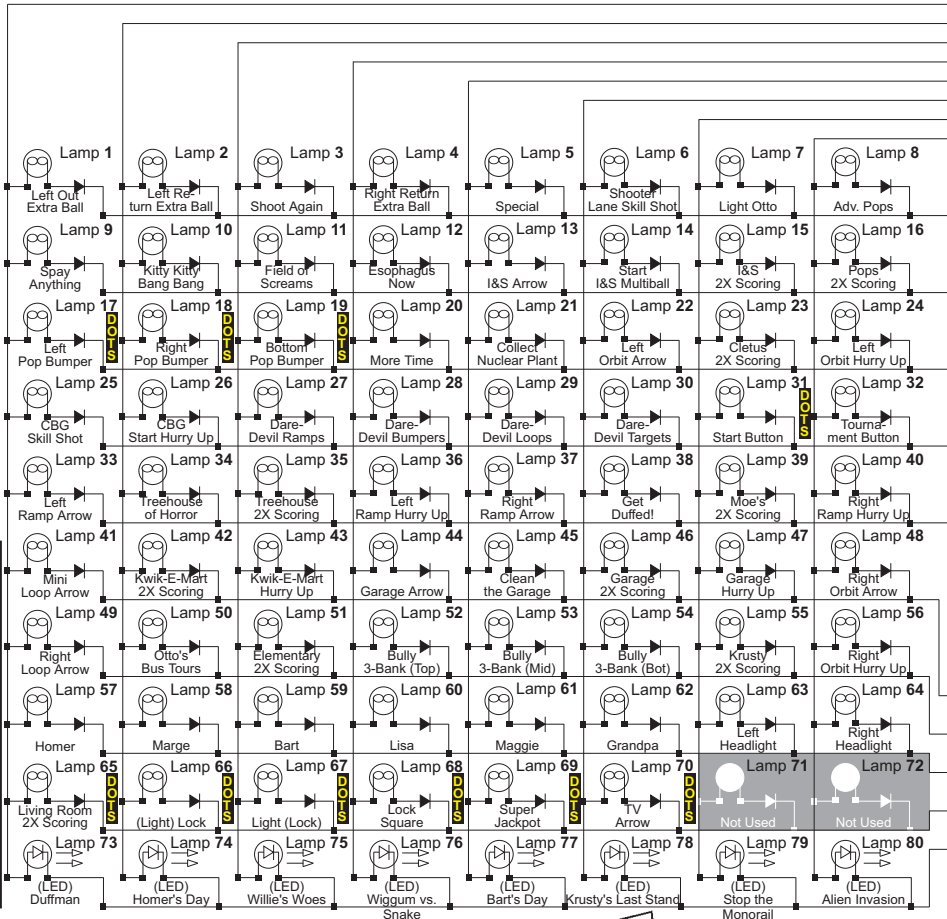 Lamp 1
Left Out
Extra Ball
Lamp 2
Left Re-
turn Extra Ball
Lamp 3
Shoot Again
Lamp 4
Right Return
Extra Ball
Lamp 5
Special
Lamp 6
Shooter
Lane Skill Shot
Lamp 7
Light Otto
Lamp 8
Adv. Pops
Lamp 9
Spay
Anything
Lamp 10
Kitty Kitty
Bang Bang
Lamp 11
Field of
Screams
Lamp 12
Esophagus
Now
Lamp 13
I&S Arrow
Lamp 14
Start
I&S Multiball
Lamp 15
I&S
2X Scoring
Lamp 16
Pops
2X Scoring
Lamp 17
Left
Pop Bumper
DOTS
Lamp 18
Right
Pop Bumper
DOTS
Lamp 19
Bottom
Pop Bumper
DOTS
Lamp 20
More Time
Lamp 21
Collect
Nuclear Plant
Lamp 22
Left
Orbit Arrow
Lamp 23
Cletus
2X Scoring
Lamp 24
Left
Orbit Hurry Up
Lamp 25
CBG
Skill Shot
Lamp 26
CBG
Start Hurry Up
Lamp 27
Dare-
Devil Ramps
Lamp 28
Dare-
Devil Bumpers
Lamp 29
Dare-
Devil Loops
Lamp 30
Dare-
Devil Targets
Lamp 31
Start Button
DOTS
Lamp 32
Tourna-
ment Button
Lamp 33
Left
Ramp Arrow
Lamp 34
Treehouse
of Horror
Lamp 35
Treehouse
2X Scoring
Lamp 36
Left
Ramp Hurry Up
Lamp 37
Right
Ramp Arrow
Lamp 38
Get
Duffed!
Lamp 39
Moe's
2X Scoring
Lamp 40
Right
Ramp Hurry Up
Lamp 41
Mini
Loop Arrow
Lamp 42
Kwik-E-Mart
2X Scoring
Lamp 43
Kwik-E-Mart
Hurry Up
Lamp 44
Garage Arrow
Lamp 45
Clean
the Garage
Lamp 46
Garage
2X Scoring
Lamp 47
Garage
Hurry Up
Lamp 48
Right
Orbit Arrow
Lamp 49
Right
Loop Arrow
Lamp 50
Otto's
Bus Tours
Lamp 51
Elementary
2X Scoring
Lamp 52
Bully
3-Bank (Top)
Lamp 53
Bully
3-Bank (Mid)
Lamp 54
Bully
3-Bank (Bot)
Lamp 55
Krusty
2X Scoring
Lamp 56
Right
Orbit Hurry Up
Lamp 57
Homer
Lamp 58
Marge
Lamp 59
Bart
Lamp 60
Lisa
Lamp 61
Maggie
Lamp 62
Grandpa
Lamp 63
Left
Headlight
Lamp 64
Right
Headlight
Lamp 65
Living Room
2X Scoring
DOTS
Lamp 66
(Light) Lock
DOTS
Lamp 67
Light (Lock)
DOTS
Lamp 68
Lock
Square
DOTS
Lamp 69
Super
Jackpot
DOTS
Lamp 70
TV
Arrow
DOTS
Lamp 71
Not Used
Lamp 72
Not Used
Lamp 73
(LED)
Duffman
Lamp 74
(LED)
Homer's Day
Lamp 75
(LED)
Willie's Woes
Lamp 76
(LED)
Wiggum vs.
Snake
Lamp 77
(LED)
Bart's Day
Lamp 78
(LED)
Krusty's Last Stand
Lamp 79
(LED)
Stop the
Monorail
Lamp 80
(LED)
Alien Invasion